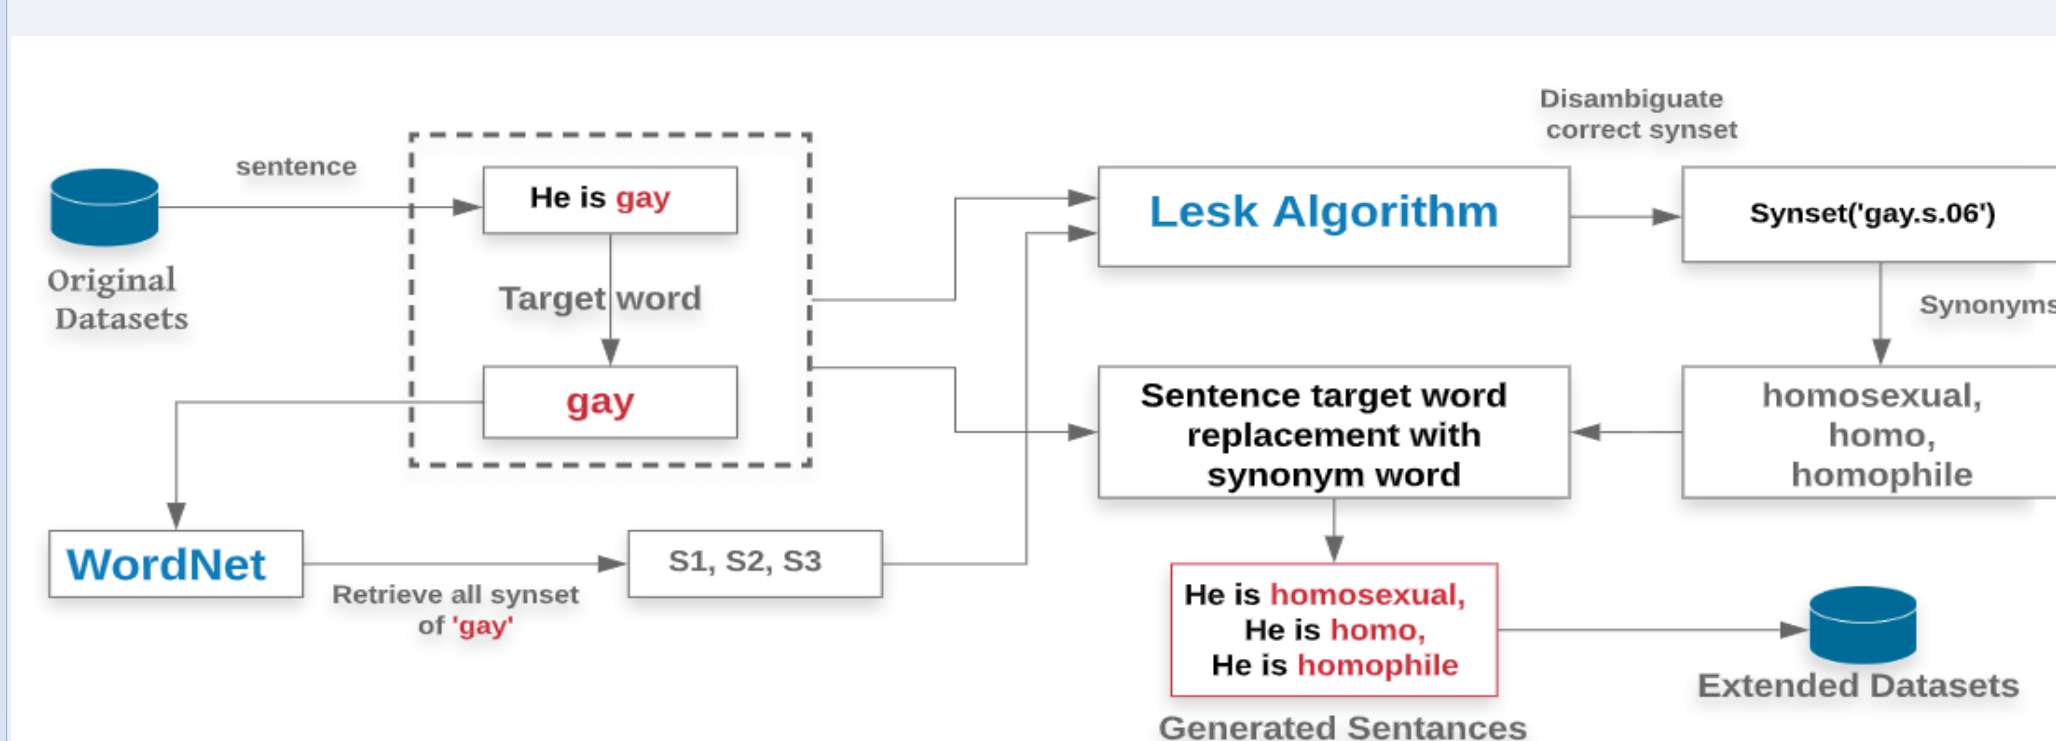 sentence
Original
Datasets
He is gay
Target word
gay
WordNet
Retrieve all synset
of 'gay'
S1, S2, S3
Lesk Algorithm
Disambiguate
correct synset
Synset('gay.s.06')
Synonyms
homosexual,
homo,
homophile
Sentence target word
replacement with
synonym word
He is homosexual,
He is homo,
He is homophile
Generated Sentances
Extended Datasets